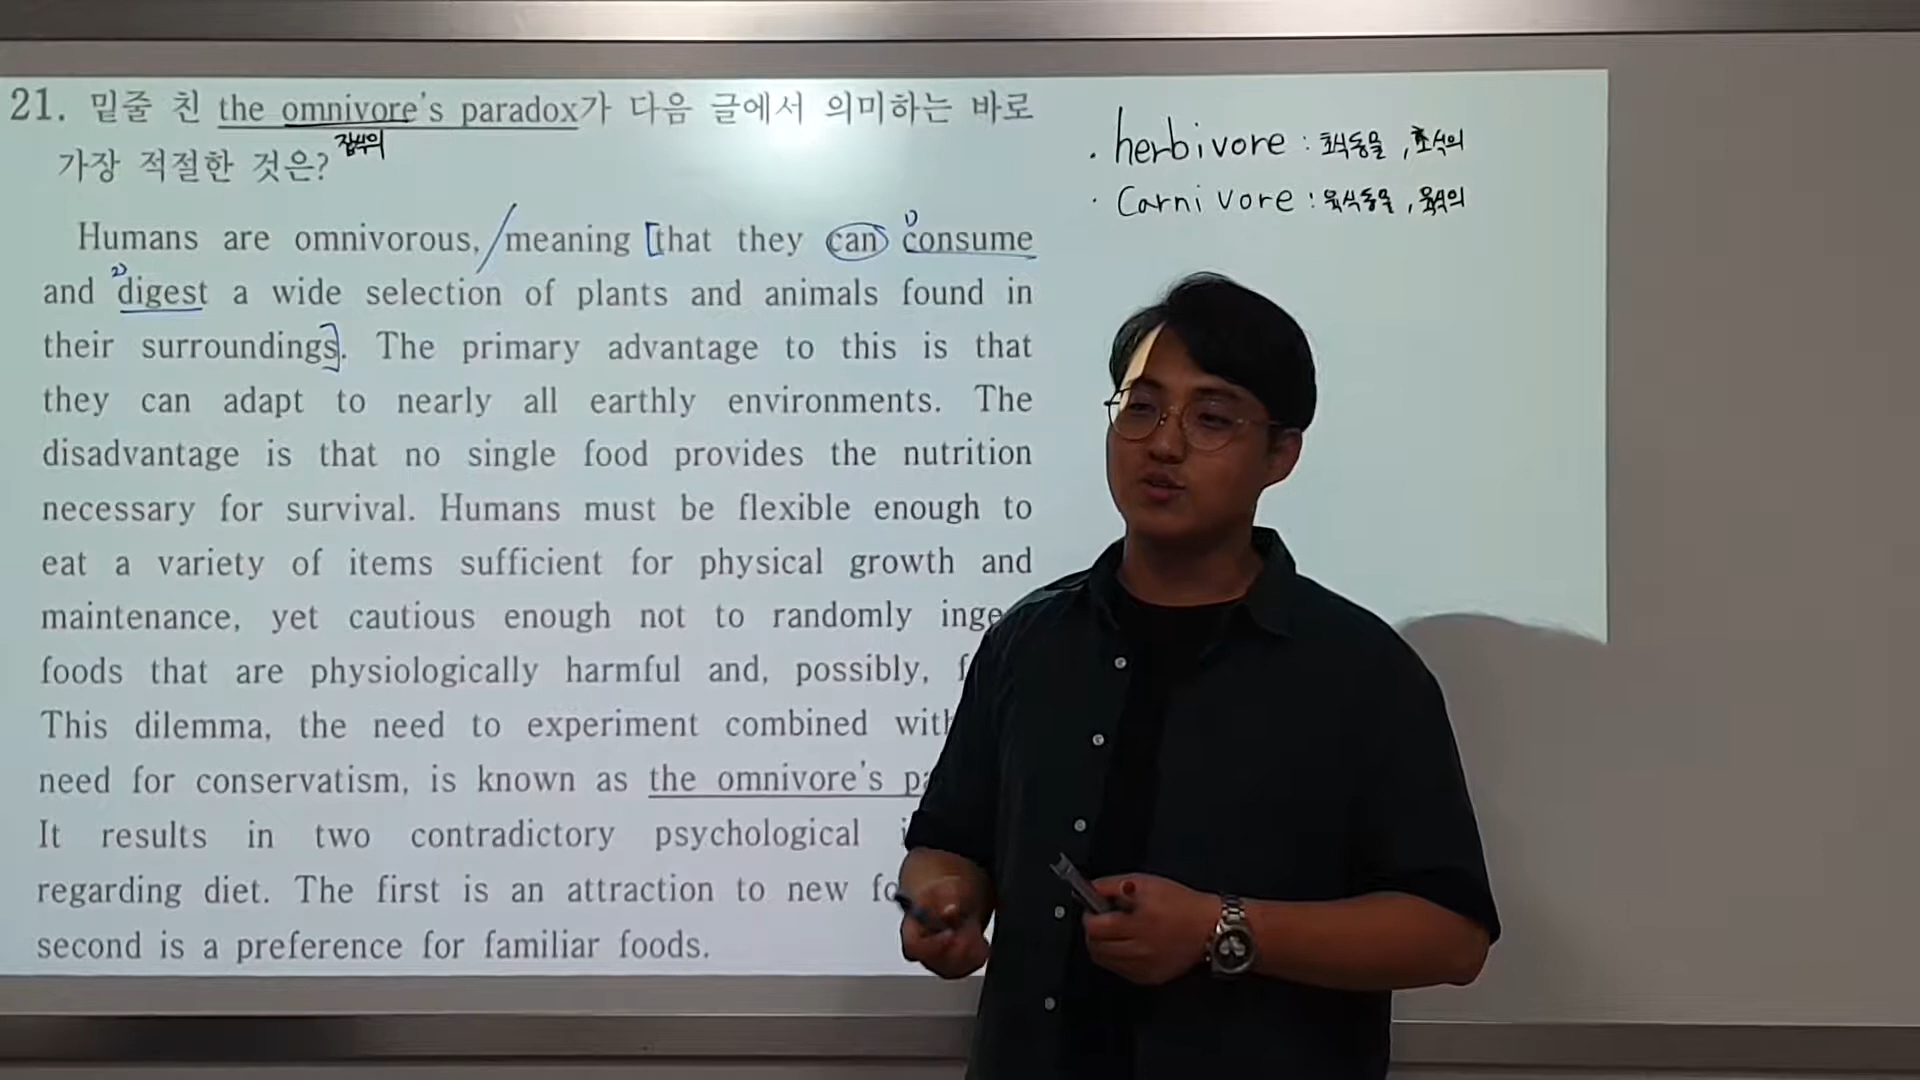 21. 밑줄 친 the omnivore's paradox가 다음 글에서 의미하는 바로
잡식의
가장 적절한 것은?
Humans are omnivorous, / meaning [that they can 1) consume
and 2) digest a wide selection of plants and animals found in
their surroundings]. The primary advantage to this is that
they can adapt to nearly all earthly environments. The
disadvantage is that no single food provides the nutrition
necessary for survival. Humans must be flexible enough to
eat a variety of items sufficient for physical growth and
maintenance, yet cautious enough not to randomly
foods that are physiologically harmful and, possibly,
This dilemma, the need to experiment combined with
need for conservatism, is known as the omnivore's
It results in two contradictory psychological
regarding diet. The first is an attraction to new
second is a preference for familiar foods.
· herbivore : 초식동물, 초식의
· Carnivore : 육식동물, 육식의